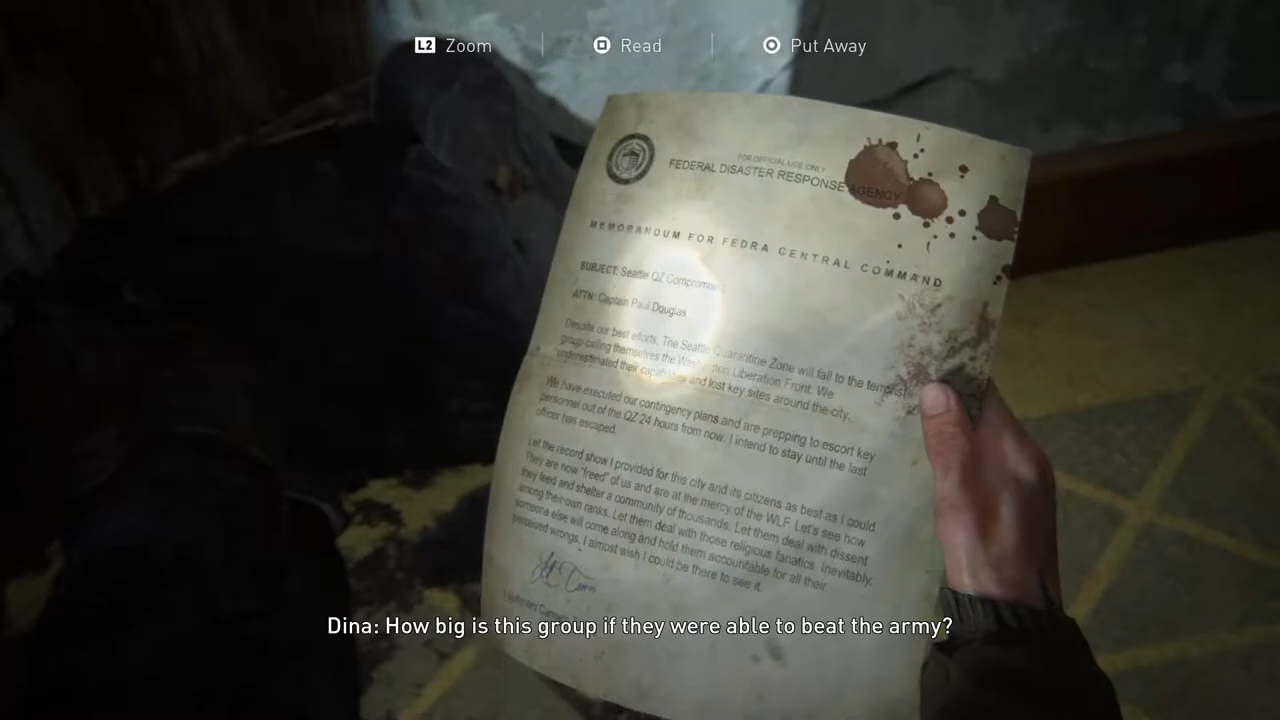 L2 Zoom
Read
Put Away
FOR OFFICIAL USE ONLY
FEDERAL DISASTER RESPONSE AGENCY
MEMORANDUM FOR FEDRA CENTRAL COMMAND
SUBJECT: Seattle QZ Compromised
ATTN: Captain Paul Douglas
Despite our best efforts. The Seattle Quarantine Zone will fall to the terrorist
group calling themselves the Washington Liberation Front. We
underestimated their capabilities and lost key sites around the city.
We have executed our contingency plans and are prepping to escort key
personnel out of the QZ 24 hours from now. I intend to stay until the last
officer has escaped.
Let the record show I provided for this city and its citizens as best as I could
They are now "freed" of us and are at the mercy of the WLF. Let's see how
they feed and shelter a community of thousands. Let them deal with dissent
among their own ranks. Let them deal with those religious fanatics. Inevitably,
someone else will come along and hold them accountable for all their
perceived wrongs. I almost wish I could be there to see it.
Lieutenant
Dina: How big is this group if they were able to beat the army?